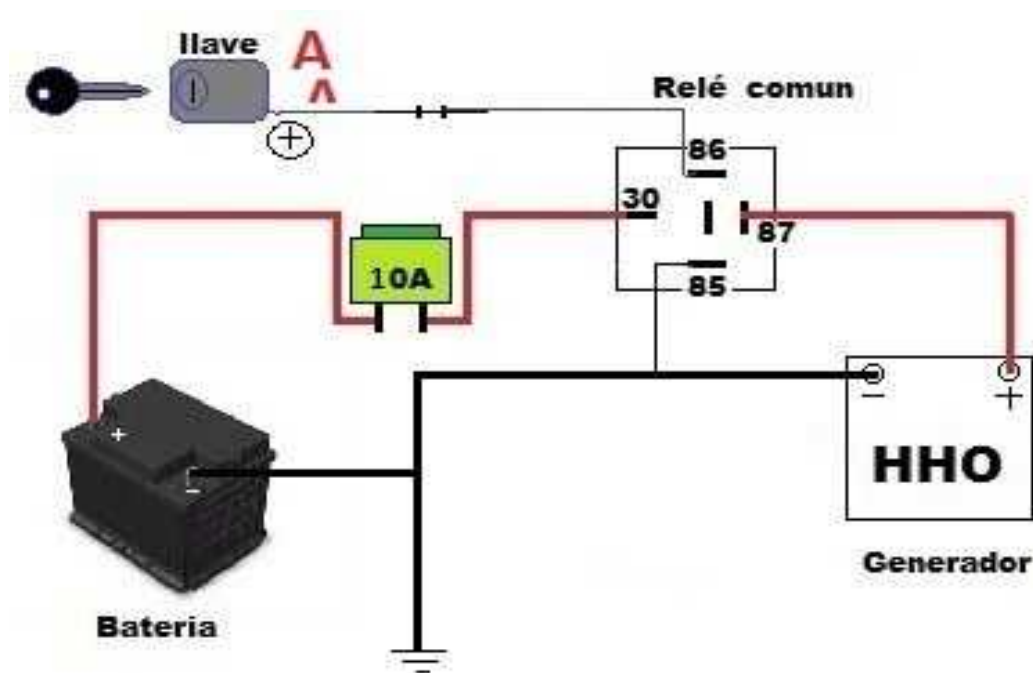 llave
A
^
+
Relé comun
86
30
87
85
10A
+
-
- +
HHO
Generador
Bateria